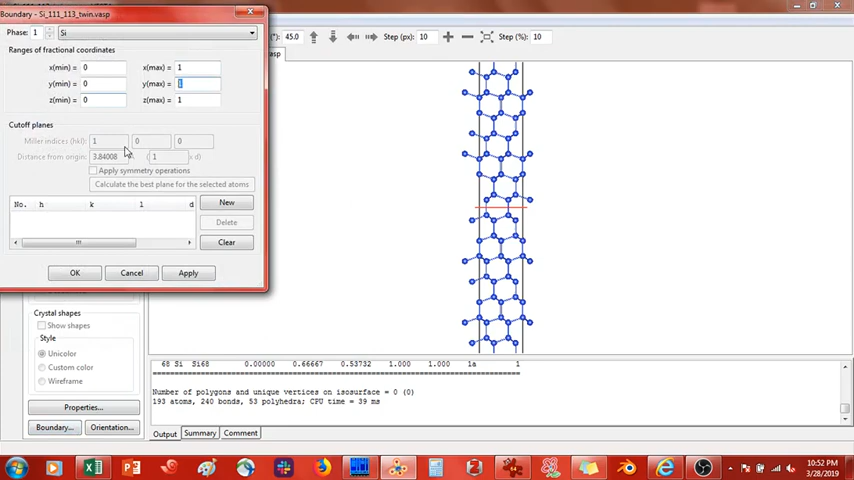 Boundary - Si_111_113_twin.vasp
Phase: 1 Si
45.0 Step (px): 10 Step (%): 10
Ranges of fractional coordinates
x(min) = 0 x(max) = 1
y(min) = 0 y(max) = 1
z(min) = 0 z(max) = 1
Cutoff planes
Miller indices (hkl): 1 0 0
Distance from origin: 3.84008 ( 1 x d)
Apply symmetry operations
Calculate the best plane for the selected atoms
No. h k l d
New
Delete
Clear
OK Cancel Apply
Crystal shapes
Show shapes
Style
Unicolor
Custom color
Wireframe
Properties...
Boundary... Orientation...
68 Si Si68 0.00000 0.66667 0.53732 1.000 1.000 1a 1
Number of polygons and unique vertices on isosurface = 0 (0)
193 atoms, 240 bonds, 53 polyhedra; CPU time = 39 ms
Output Summary Comment
10:52 PM
3/28/2019